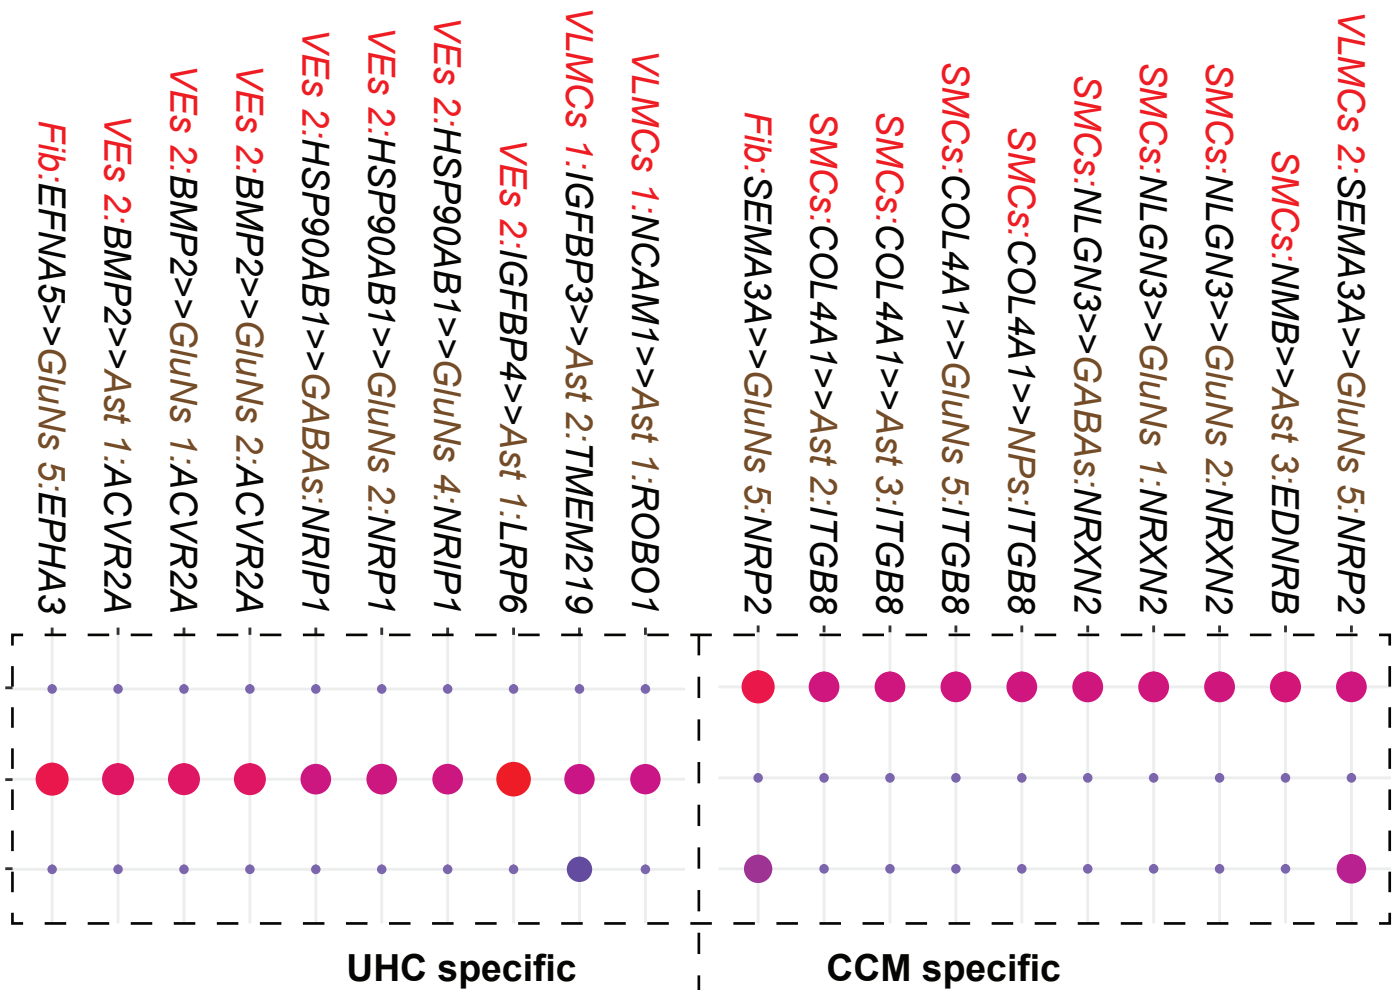 Fib:EFNA5>>GluNs 5:EPHA3
VEs 2:BMP2>>Ast 1:ACVR2A
VEs 2:BMP2>>GluNs 1:ACVR2A
VEs 2:BMP2>>GluNs 2:ACVR2A
VEs 2:HSP90AB1>>GABAs:NRIP1
VEs 2:HSP90AB1>>GluNs 2:NRP1
VEs 2:HSP90AB1>>GluNs 4:NRIP1
VEs 2:IGFBP4>>Ast 1:LRP6
VLMCs 1:IGFBP3>>Ast 2:TMEM219
VLMCs 1:NCAM1>>Ast 1:ROBO1
Fib:SEMA3A>>GluNs 5:NRP2
SMCs:COL4A1>>Ast 2:ITGB8
SMCs:COL4A1>>Ast 3:ITGB8
SMCs:COL4A1>>GluNs 5:ITGB8
SMCs:COL4A1>>NPs:ITGB8
SMCs:NLGN3>>GABAs:NRXN2
SMCs:NLGN3>>GluNs 1:NRXN2
SMCs:NLGN3>>GluNs 2:NRXN2
SMCs:NMB>>Ast 3:EDNRB
VLMCs 2:SEMA3A>>GluNs 5:NRP2
UHC specific
CCM specific